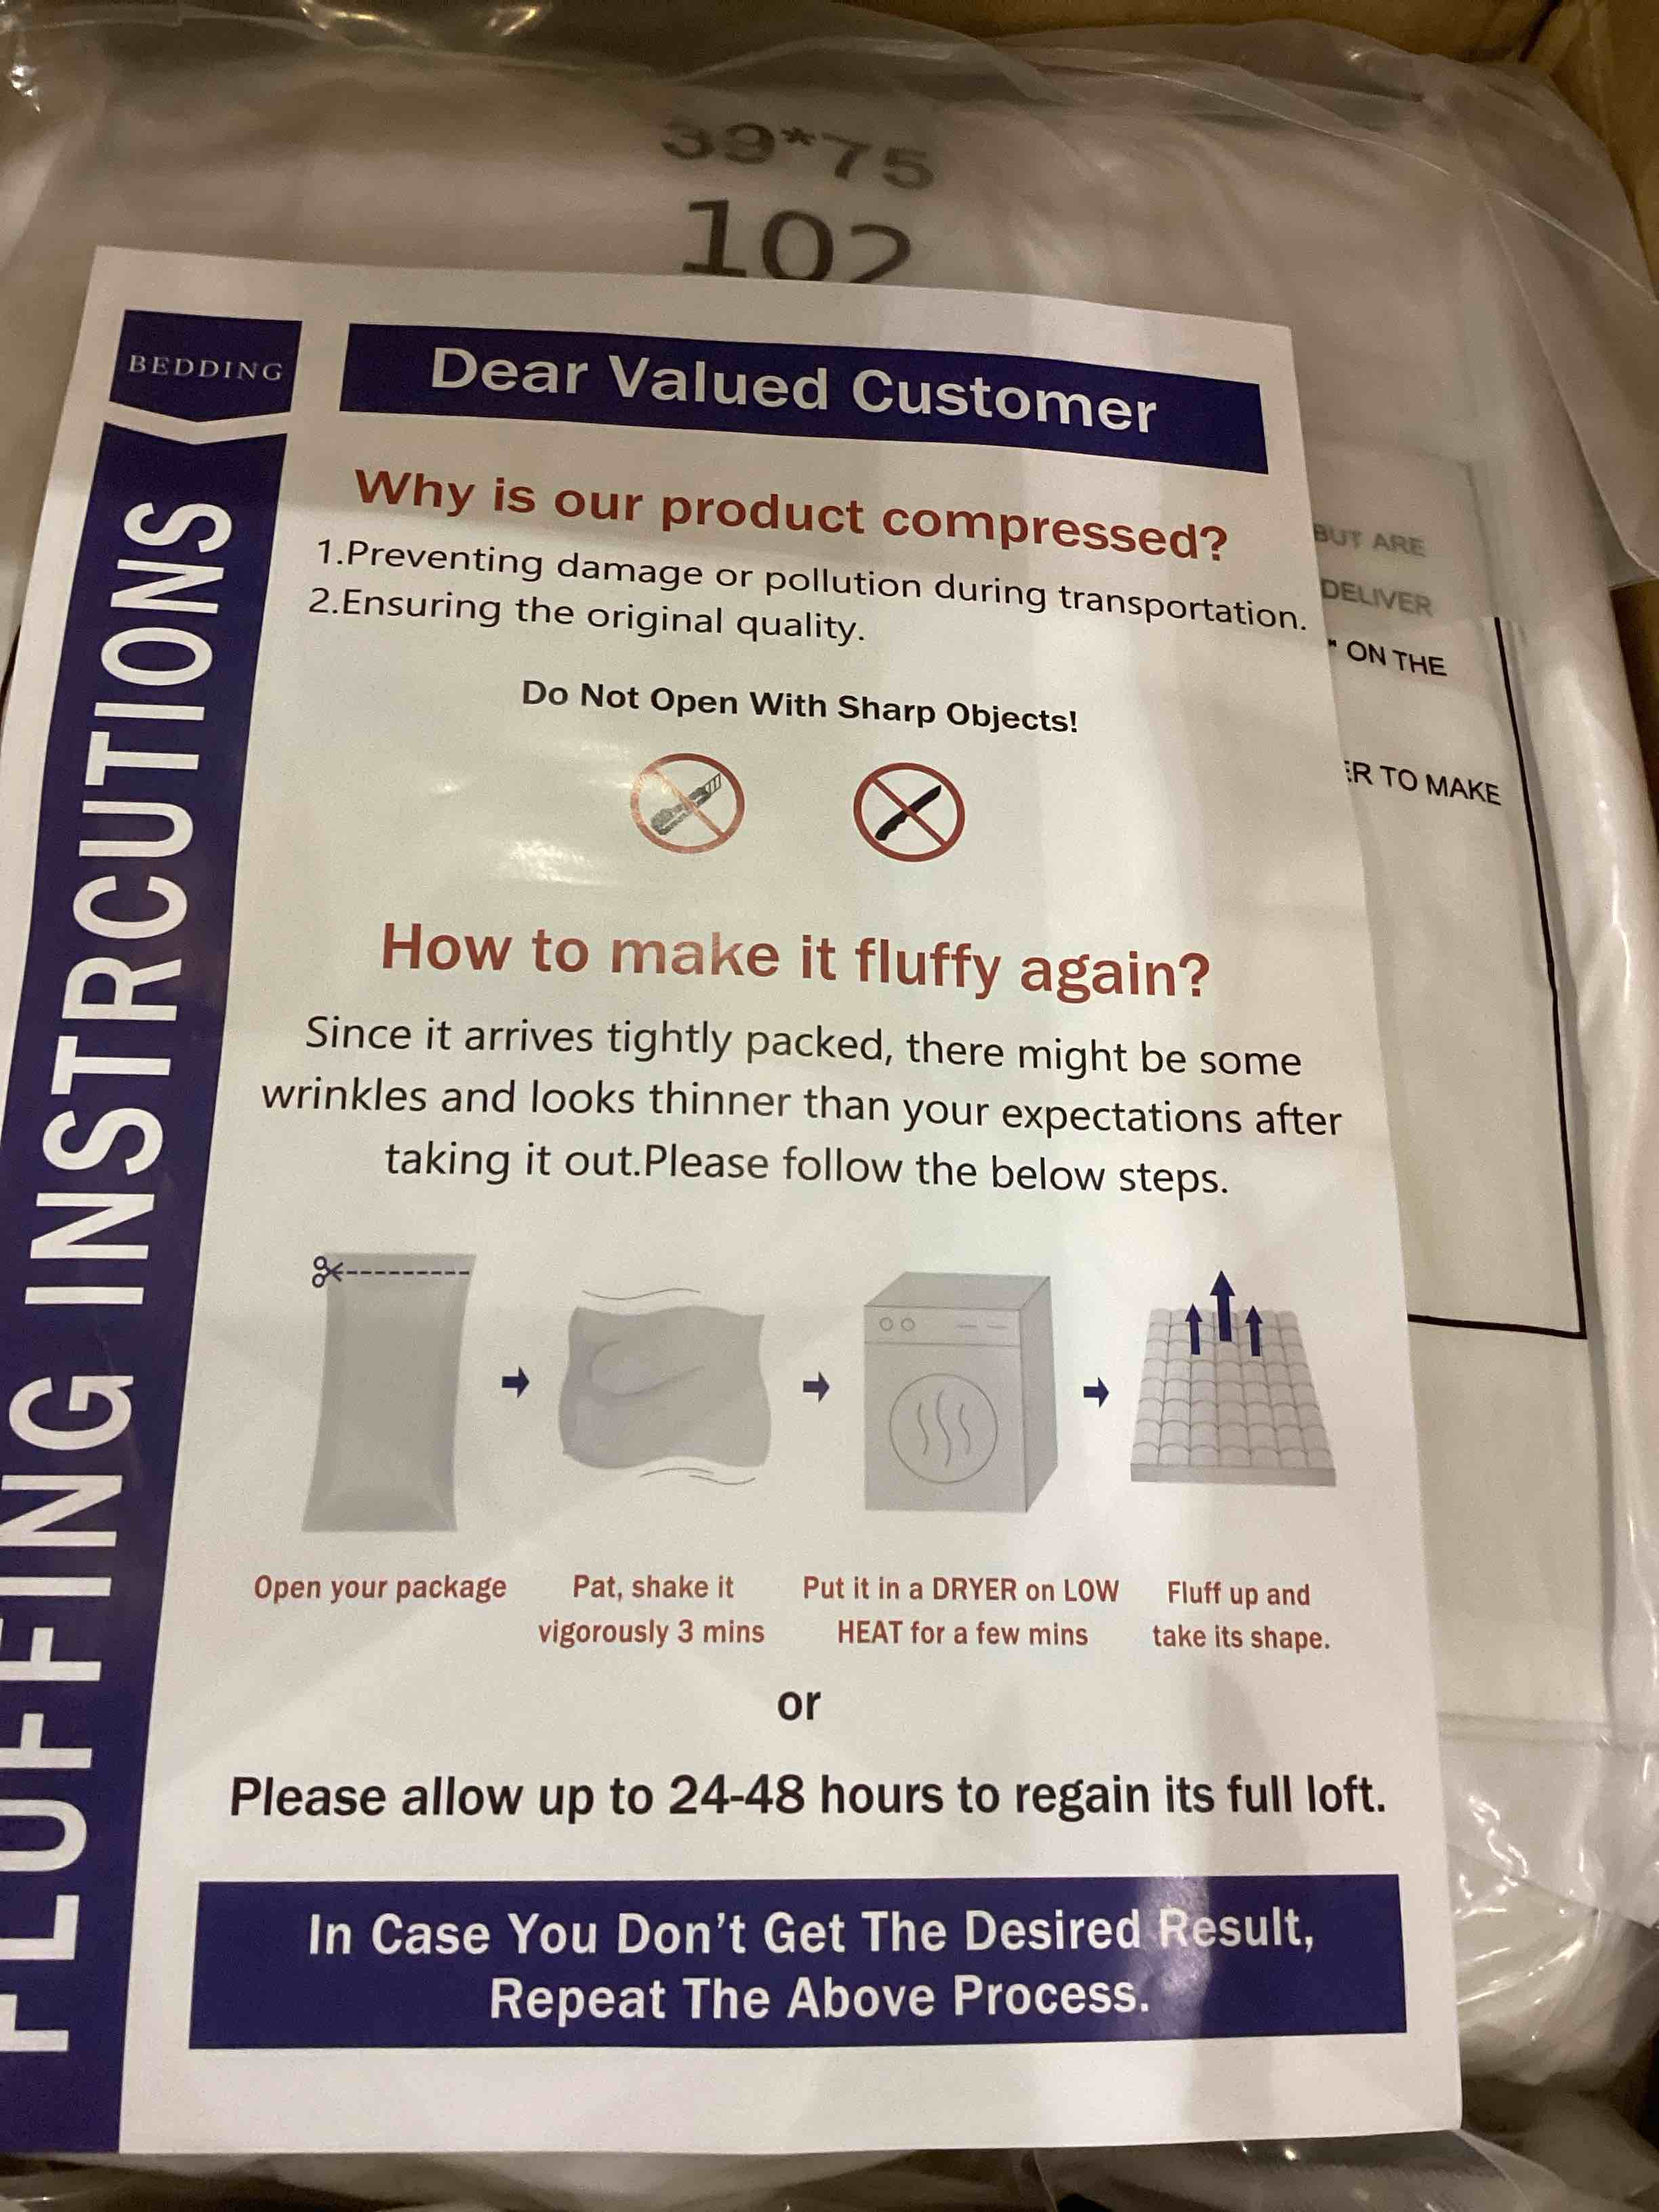 39*75
102
BEDDING
FLUFFING INSTRCUTIONS
Dear Valued Customer
Why is our product compressed?
1.Preventing damage or pollution during transportation.
2.Ensuring the original quality.
Do Not Open With Sharp Objects!
BUT ARE
DELIVER
" ON THE
ER TO MAKE
How to make it fluffy again?
Since it arrives tightly packed, there might be some
wrinkles and looks thinner than your expectations after
taking it out.Please follow the below steps.
Open your package
Pat, shake it
vigorously 3 mins
Put it in a DRYER on LOW
HEAT for a few mins
Fluff up and
take its shape.
or
Please allow up to 24-48 hours to regain its full loft.
In Case You Don't Get The Desired Result,
Repeat The Above Process.